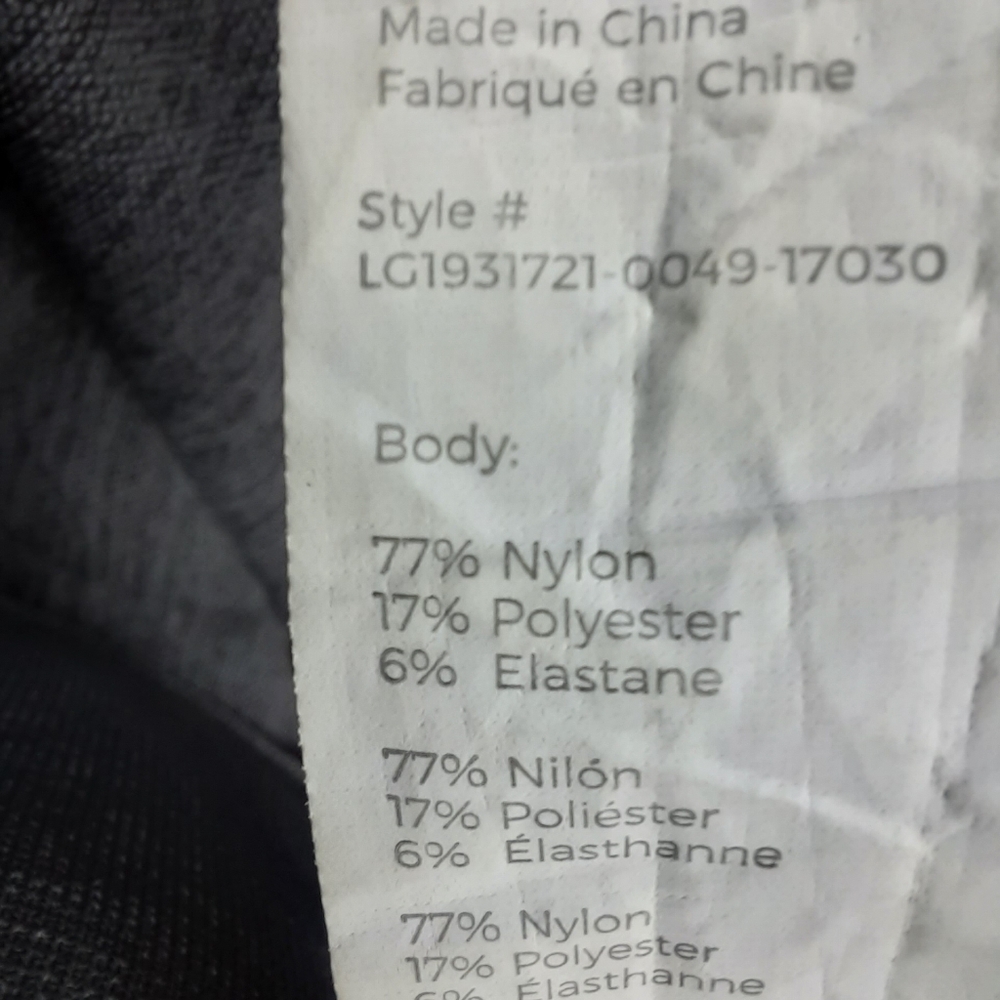 Made in China
Fabriqué en Chine
Style #
LG1931721-0049-17030
Body:
77% Nylon
17% Polyester
6% Elastane
77% Nilón
17% Poliéster
6% Élasthanne
77% Nylon
17% Polyester
6% Élasthanne